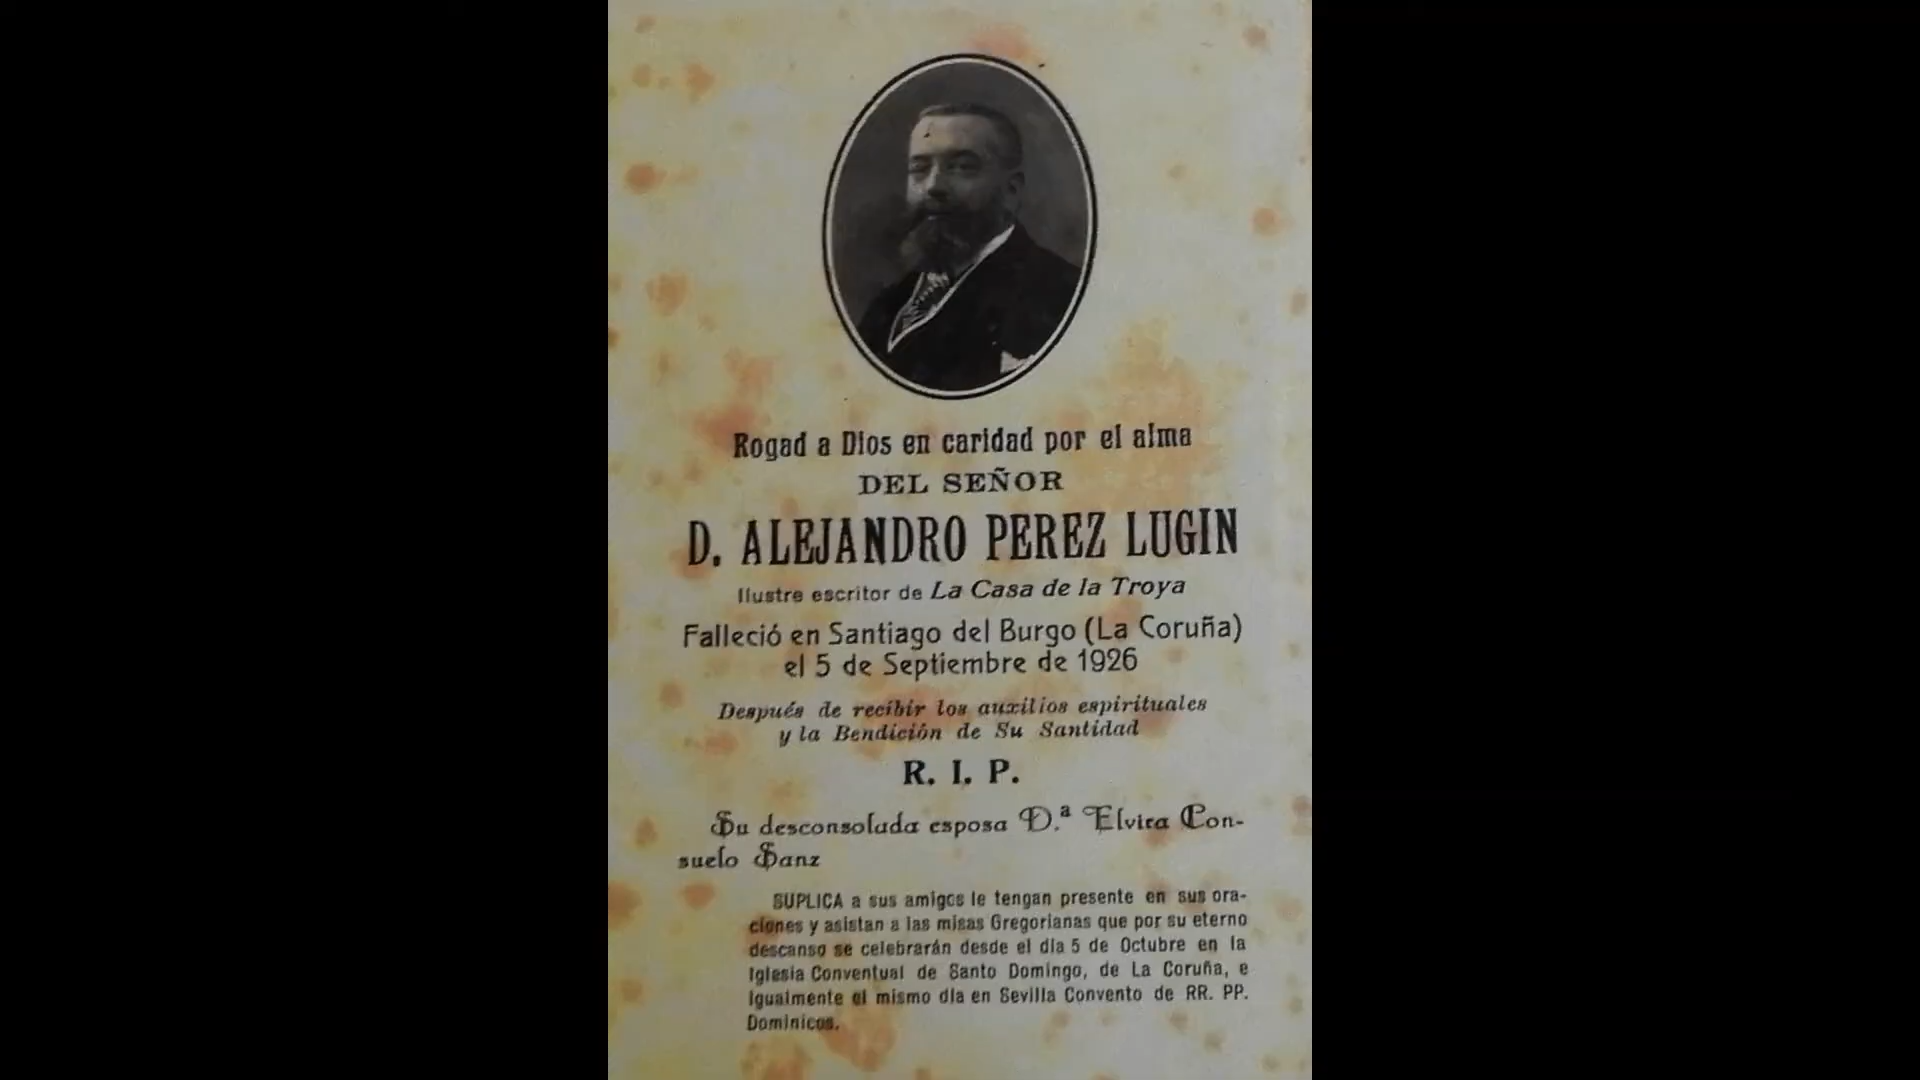 Rogad a Dios en caridad por el alma
DEL SEÑOR
D. ALEJANDRO PEREZ LUGIN
Ilustre escritor de La Casa de la Troya
Falleció en Santiago del Burgo (La Coruña)
el 5 de Septiembre de 1926
Después de recibir los auxilios espirituales
y la Bendición de Su Santidad
R. I. P.
Su desconsolada esposa D.ª Elvira Con-
suelo Sanz
SUPLICA a sus amigos le tengan presente en sus ora-
ciones y asistan a las misas Gregorianas que por su eterno
descanso se celebrarán desde el día 5 de Octubre en la
Iglesia Conventual de Santo Domingo, de La Coruña, e
igualmente el mismo día en Sevilla Convento de RR. PP.
Dominicos.